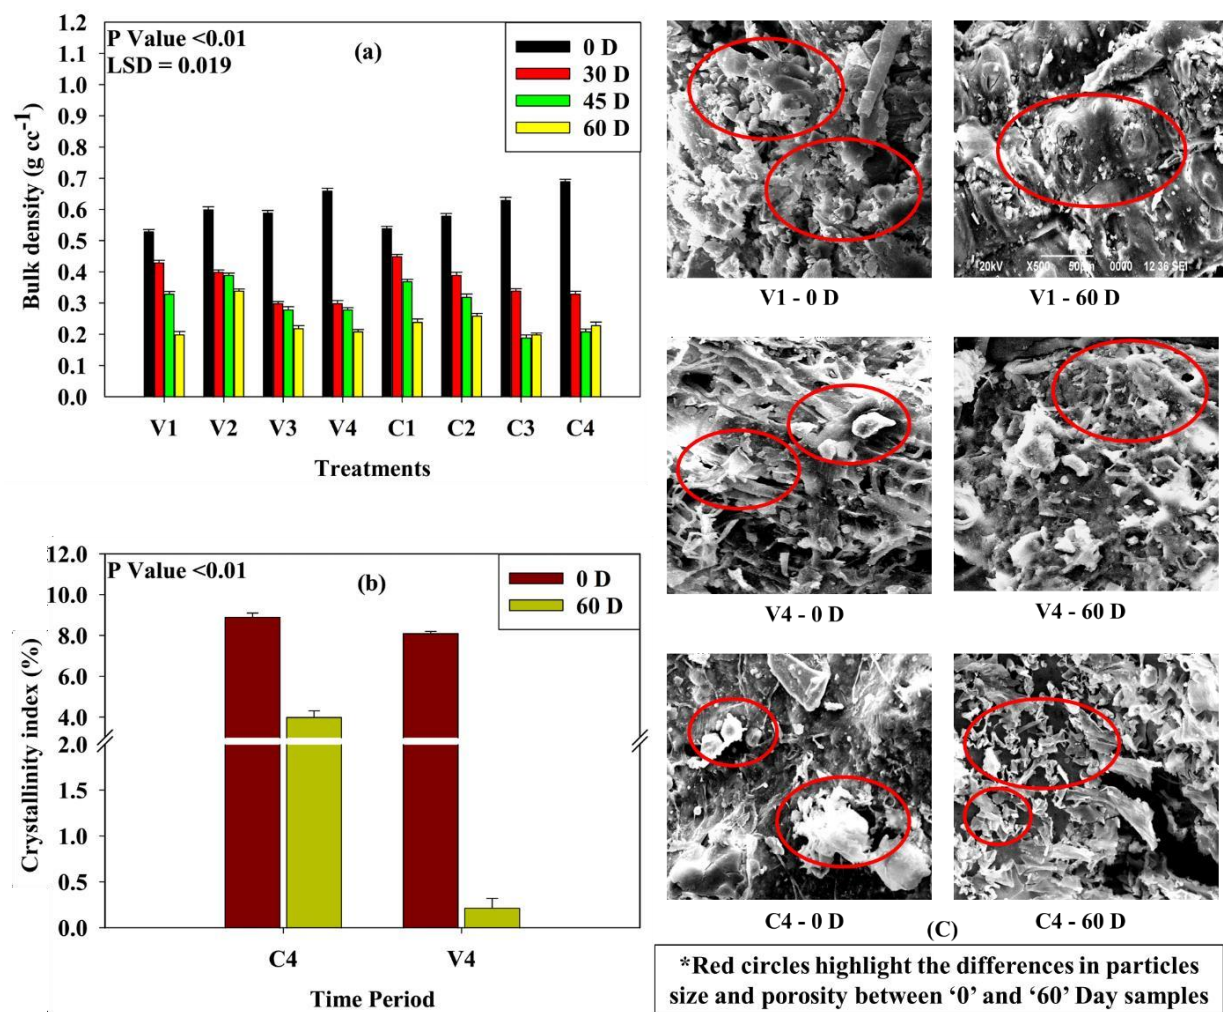 1.2
1.1
1.0
0.9
0.8
0.7
0.6
0.5
0.4
0.3
0.2
0.1
0.0
Bulk density (g cc⁻¹)
P Value <0.01
LSD = 0.019
(a)
0 D
30 D
45 D
60 D
V1 V2 V3 V4 C1 C2 C3 C4
Treatments
12.0
10.0
8.0
6.0
4.0
2.0
1.5
1.0
0.5
0.0
Crystallinity index (%)
P Value <0.01
(b)
0 D
60 D
C4 V4
Time Period
20kV X500 50µm 0000 12 36 SEI
V1 - 0 D V1 - 60 D
V4 - 0 D V4 - 60 D
C4 - 0 D C4 - 60 D
(C)
*Red circles highlight the differences in particles
size and porosity between ‘0’ and ‘60’ Day samples